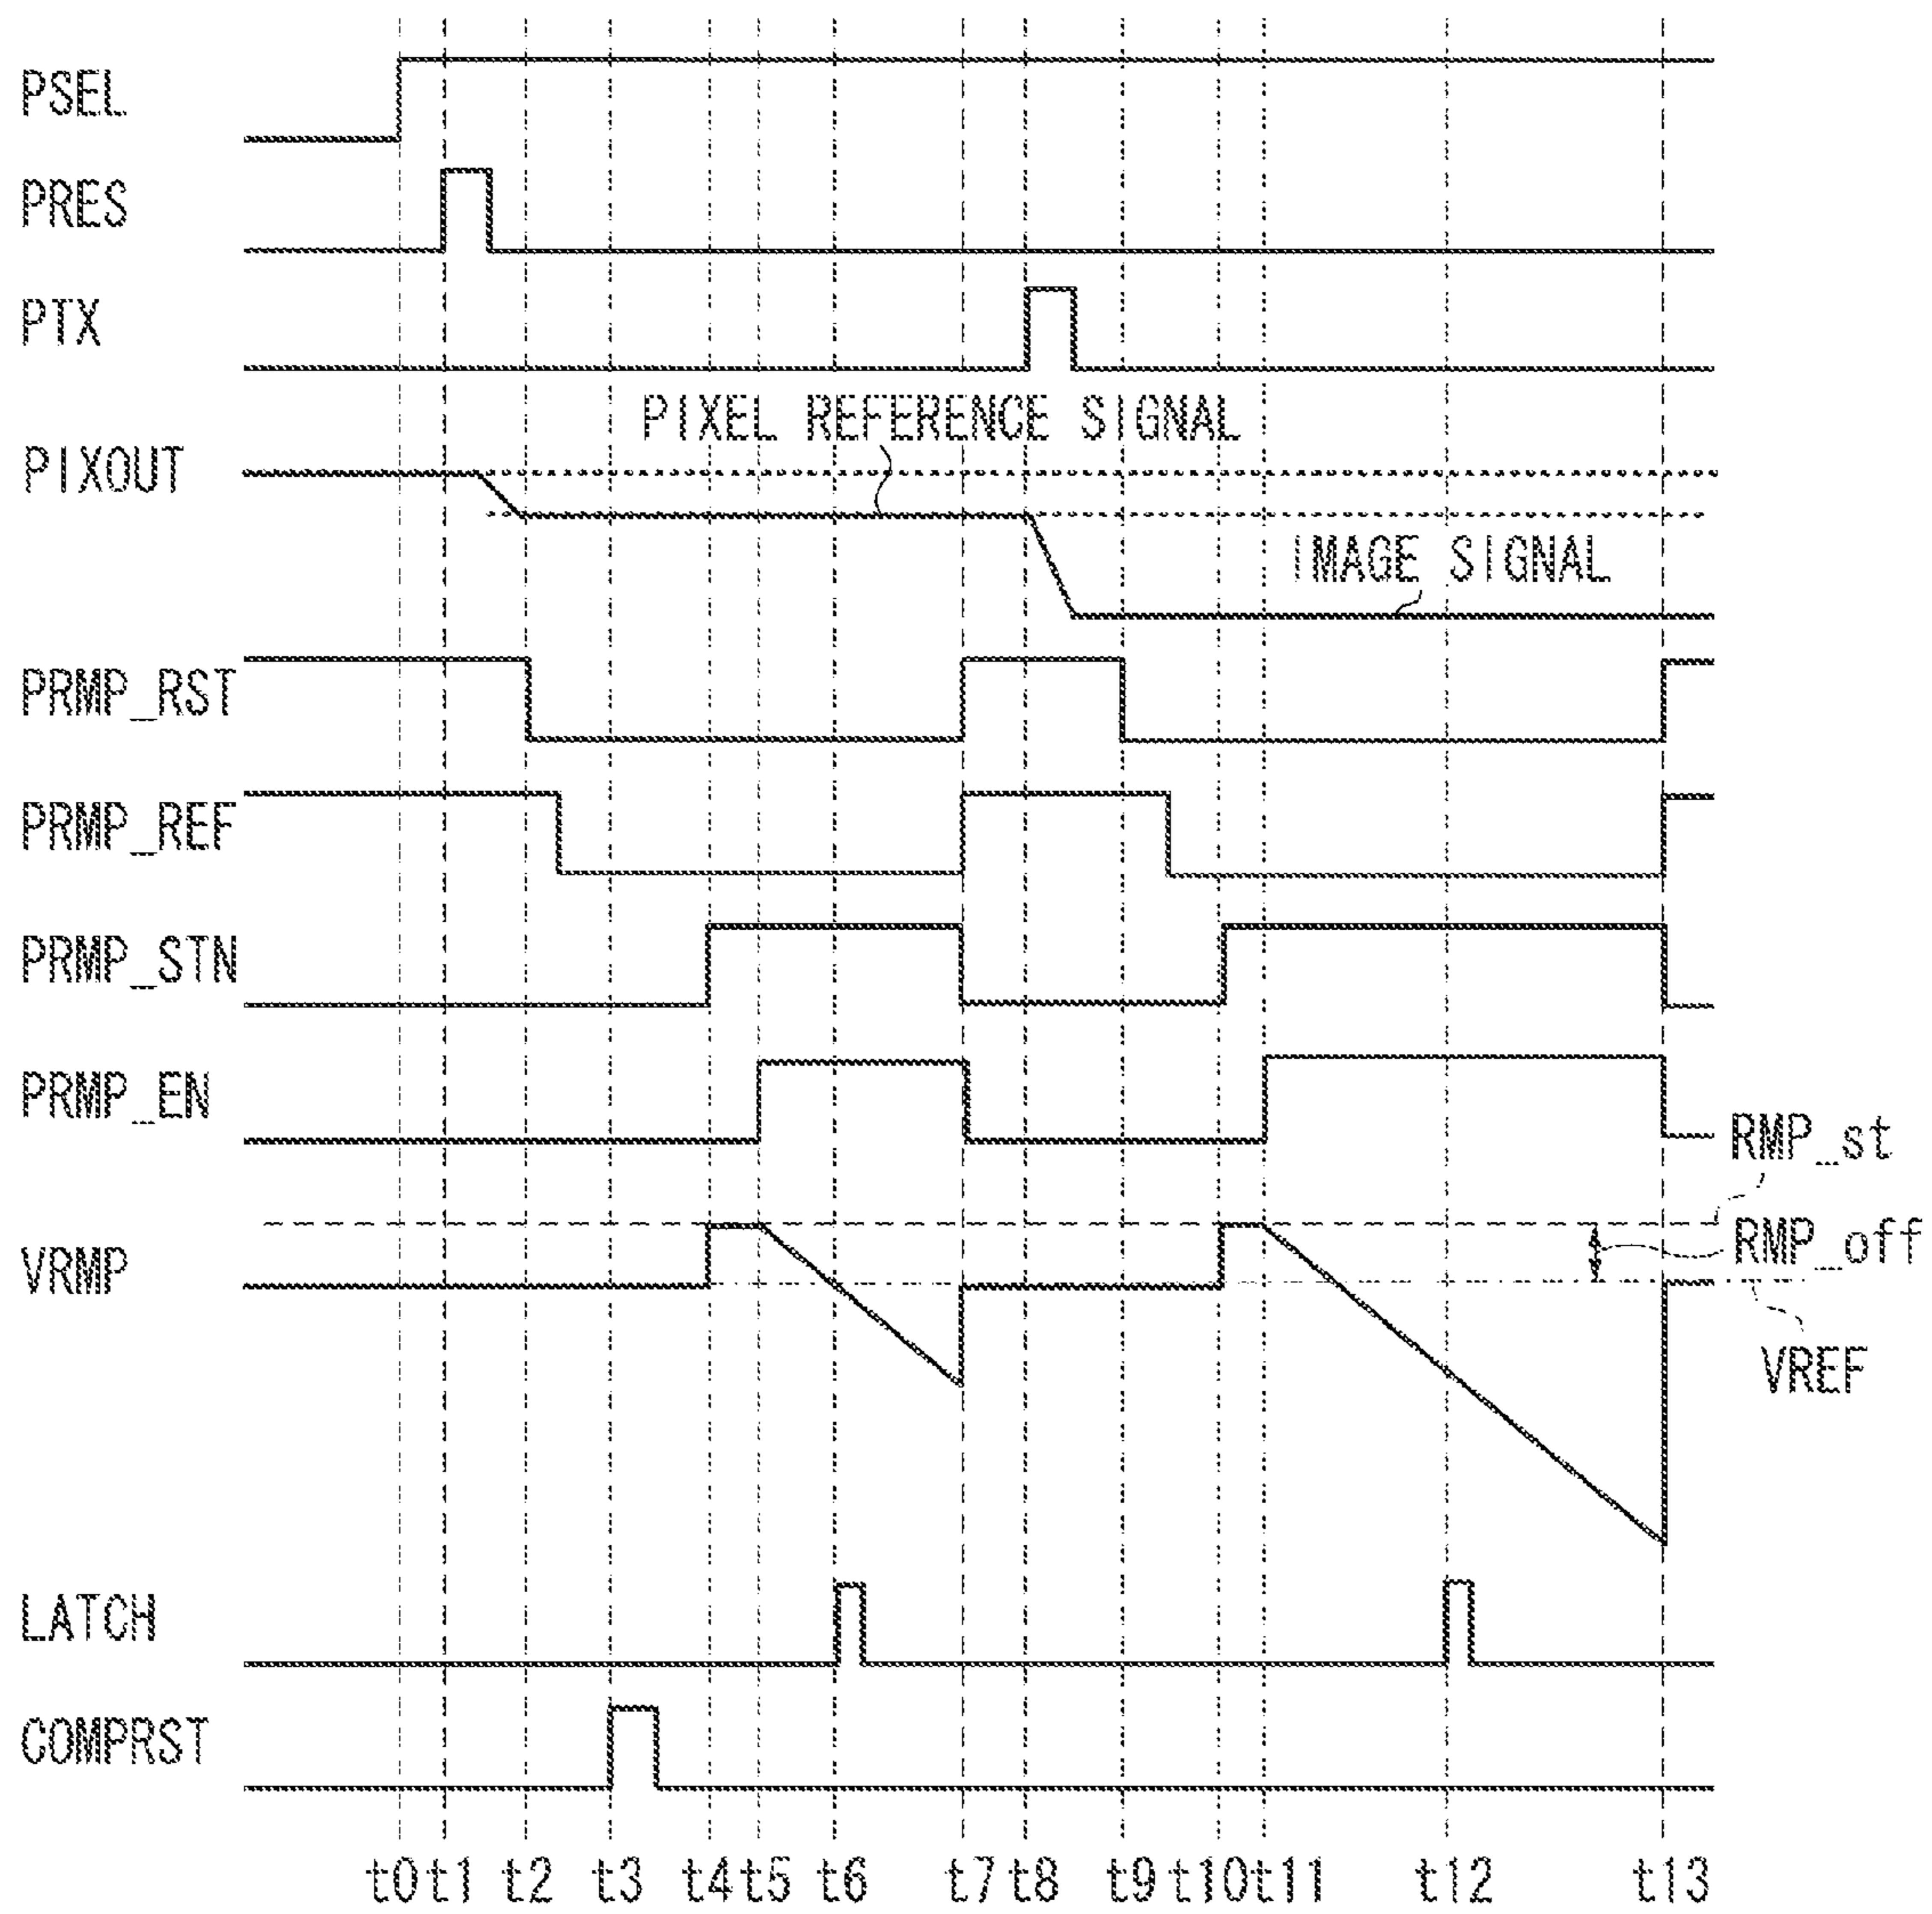 PSEL
PRES
PTX
PIXEL REFERENCE SIGNAL
PIXOUT
IMAGE SIGNAL
PRMP_RST
PRMP_REF
PRMP_STN
PRMP_EN
RMP_st
RMP_off
VRMP
VREF
LATCH
COMPRST
t0 t1 t2 t3 t4 t5 t6 t7 t8 t9 t10 t11 t12 t13